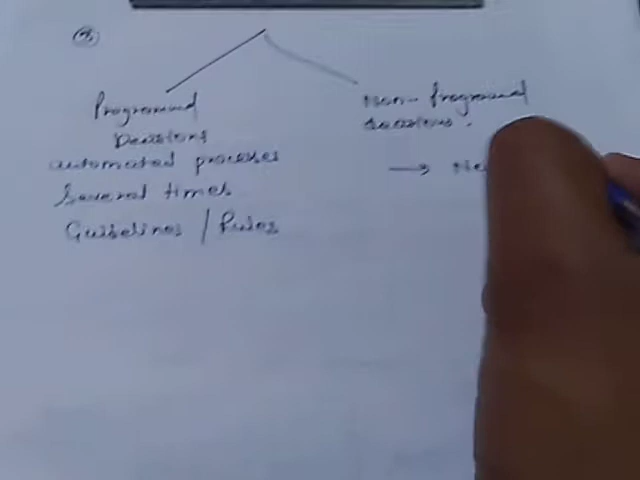 Programmed
Decisions
automated processes
Several times
Guidelines / Rules
Non-Programmed
decisions.
→